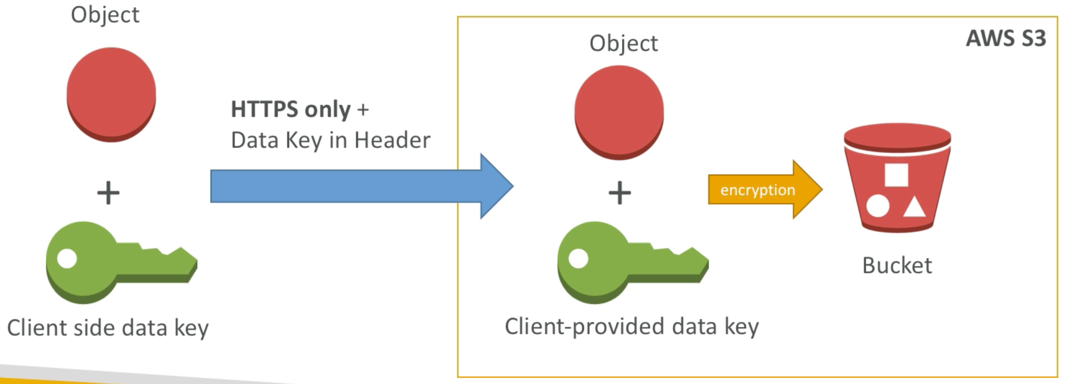 Object
HTTPS only +
Data Key in Header
Client side data key
AWS S3
Object
encryption
Client-provided data key
Bucket